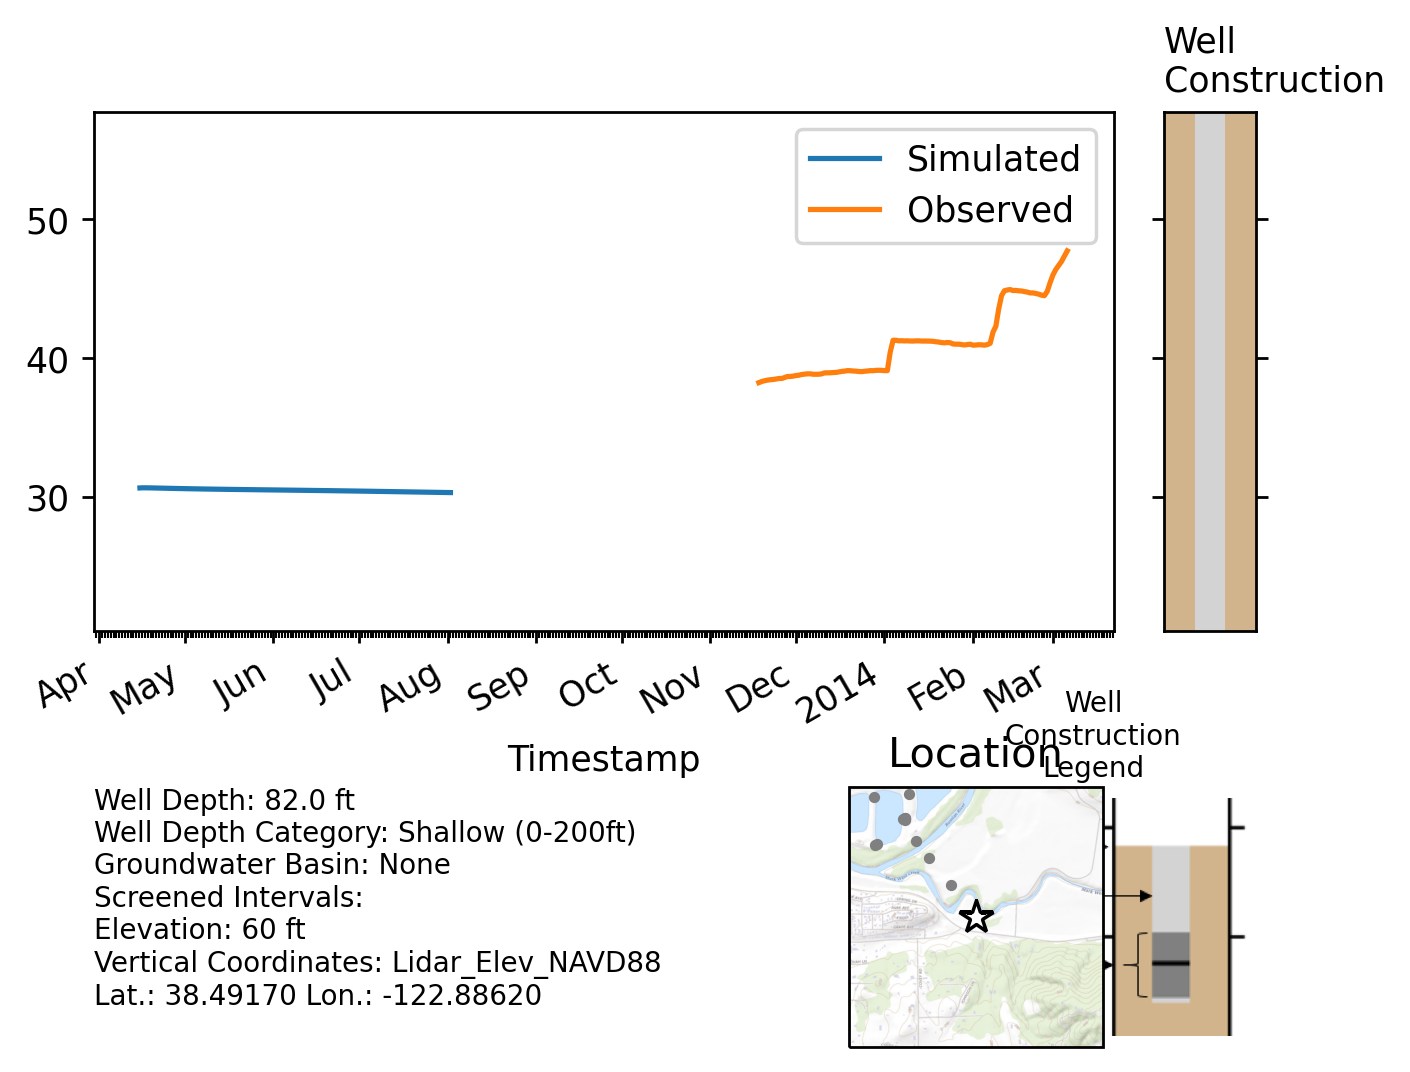 Well
Construction
Simulated
Observed
50
40
30
Apr
May
Jun
Jul
Aug
Sep
Oct
Nov
Dec
2014
Feb
Mar
Timestamp
Well
Construction
Legend
Location
Well Depth: 82.0 ft
Well Depth Category: Shallow (0-200ft)
Groundwater Basin: None
Screened Intervals:
Elevation: 60 ft
Vertical Coordinates: Lidar_Elev_NAVD88
Lat.: 38.49170 Lon.: -122.88620